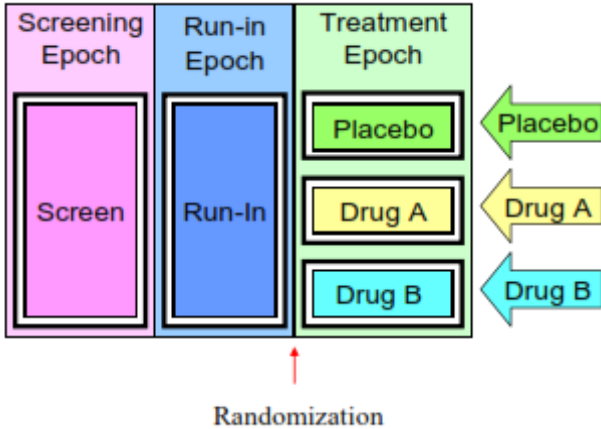 Screening
Epoch
Run-in
Epoch
Treatment
Epoch
Screen
Run-In
Placebo
Drug A
Drug B
Placebo
Drug A
Drug B
Randomization